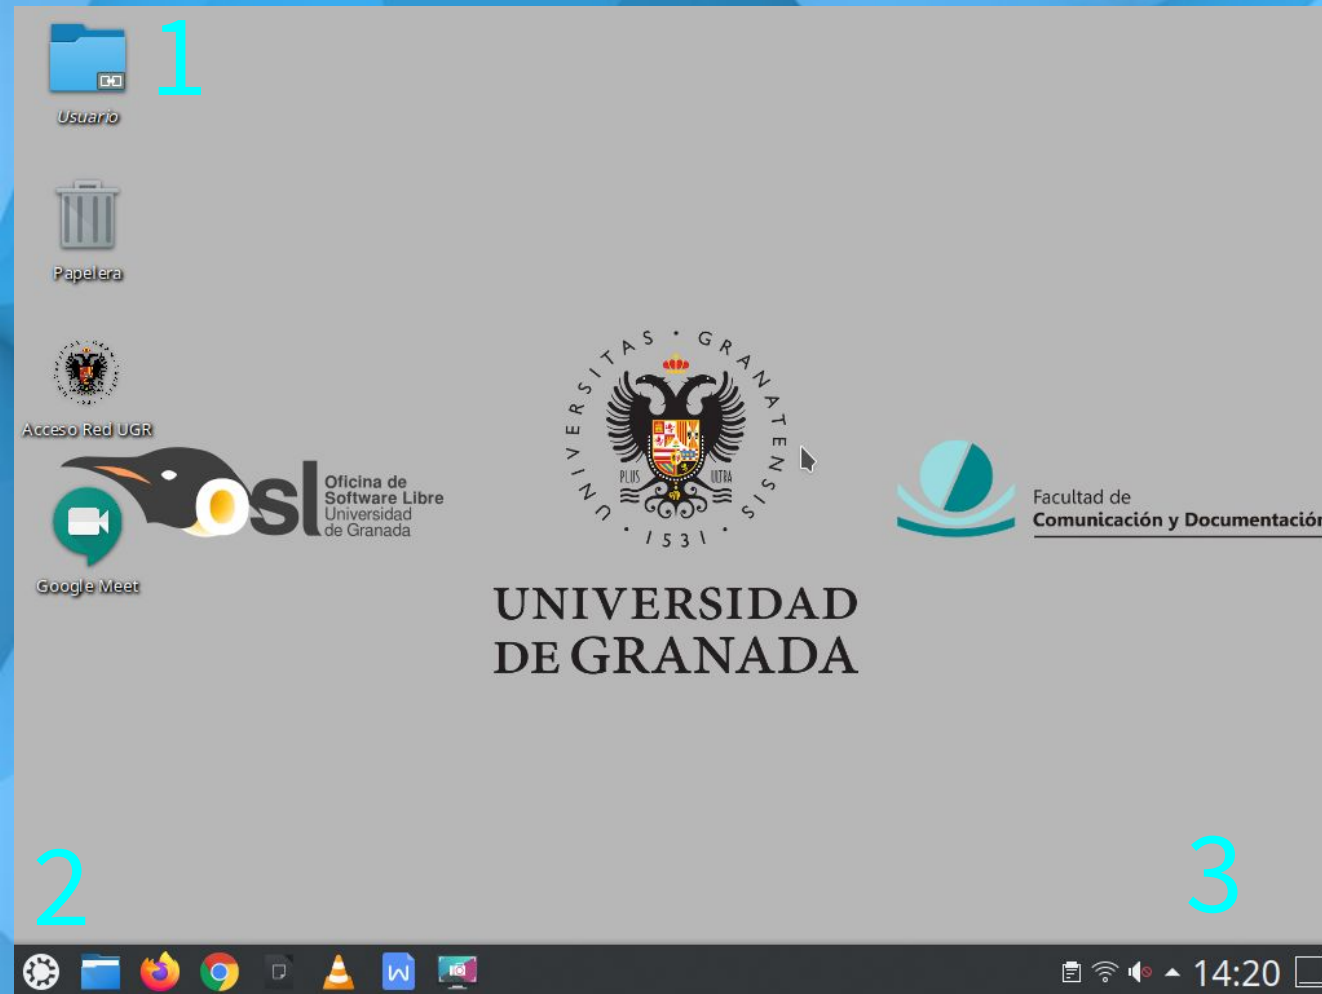 1
Usuario
Papelera
Acceso Red UGR
osl
Oficina de
Software Libre
Universidad
de Granada
Google Meet
UNIVERSITAS · GRANATENSIS · 1531 ·
PLUS ULTRA
UNIVERSIDAD
DE GRANADA
Facultad de
Comunicación y Documentación
2
3
14:20